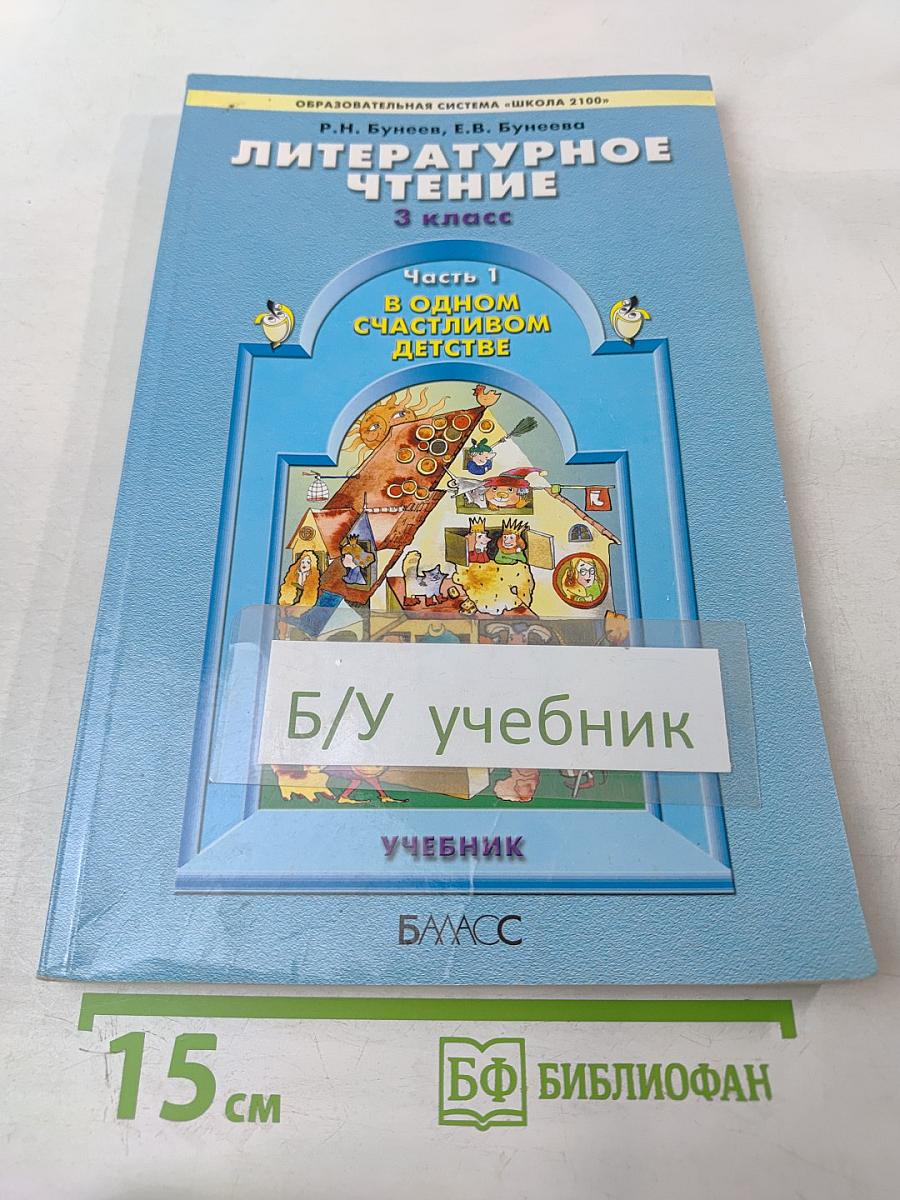 ОБРАЗОВАТЕЛЬНАЯ СИСТЕМА «ШКОЛА 2100»
Р.Н. Бунеев, Е.В. Бунеева
ЛИТЕРАТУРНОЕ
ЧТЕНИЕ
3 класс
Часть 1
В ОДНОМ
СЧАСТЛИВОМ
ДЕТСТВЕ
Б/У учебник
УЧЕБНИК
БАЛАСС
15 см
БФ БИБЛИОФАН